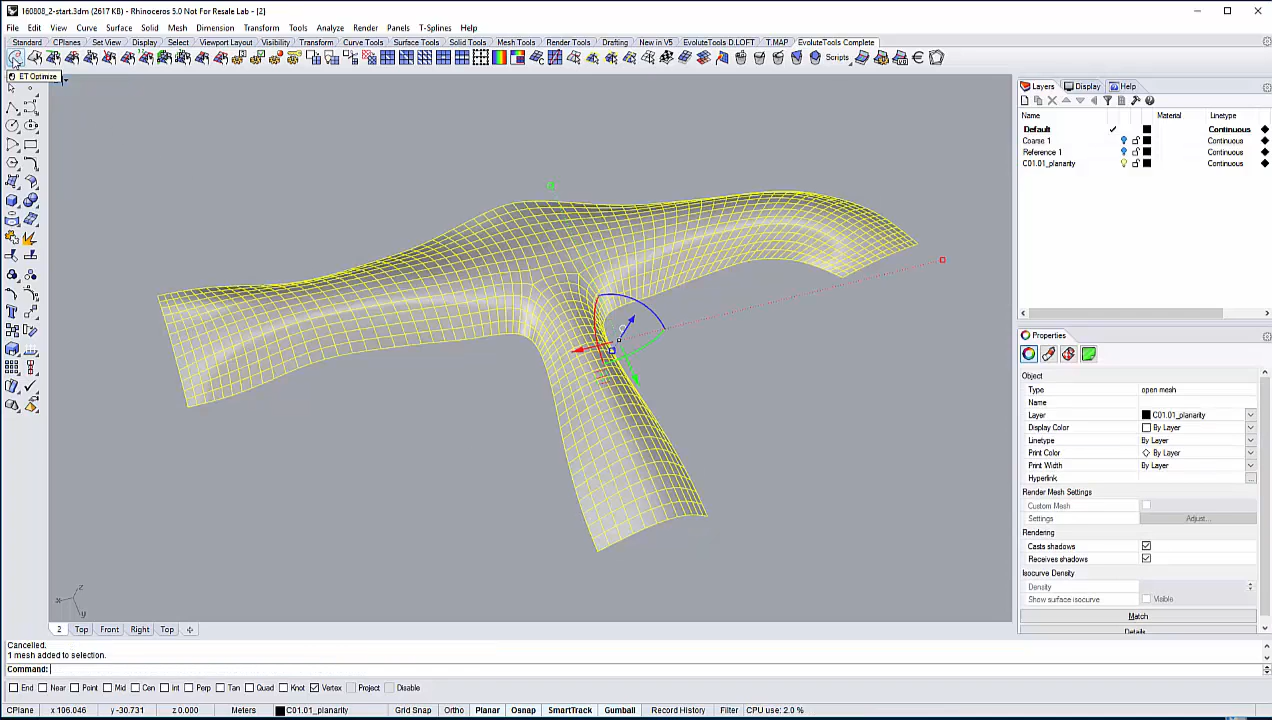 160808_2-start.3dm (2617 KB) - Rhinoceros 5.0 Not For Resale Lab - [2]
File Edit View Curve Surface Solid Mesh Dimension Transform Tools Analyze Render Panels T-Splines Help
Standard CPlanes Set View Display Select Viewport Layout Visibility Transform Curve Tools Surface Tools Solid Tools Mesh Tools Render Tools Drafting New in V5 EvoluteTools D.LOFT T.MAP EvoluteTools Complete
Scripts
ET Optimize
Layers Display Help
Name Material Linetype
Default Continuous
Coarse 1 Continuous
Reference 1 Continuous
C01.01_planarity Continuous
Properties
Object
Type open mesh
Name
Layer C01.01_planarity
Display Color By Layer
Linetype By Layer
Print Color By Layer
Print Width By Layer
Hyperlink ...
Render Mesh Settings
Custom Mesh
Settings Adjust...
Rendering
Casts shadows
Receives shadows
Isocurve Density
Density
Show surface isocurve Visible
Match
Details
z
x
y
2 Top Front Right Top
Cancelled.
1 mesh added to selection.
Command:
End Near Point Mid Cen Int Perp Tan Quad Knot Vertex Project Disable
CPlane x 106.046 y -30.731 z 0.000 Meters C01.01_planarity Grid Snap Ortho Planar Osnap SmartTrack Gumball Record History Filter CPU use: 2.0 %